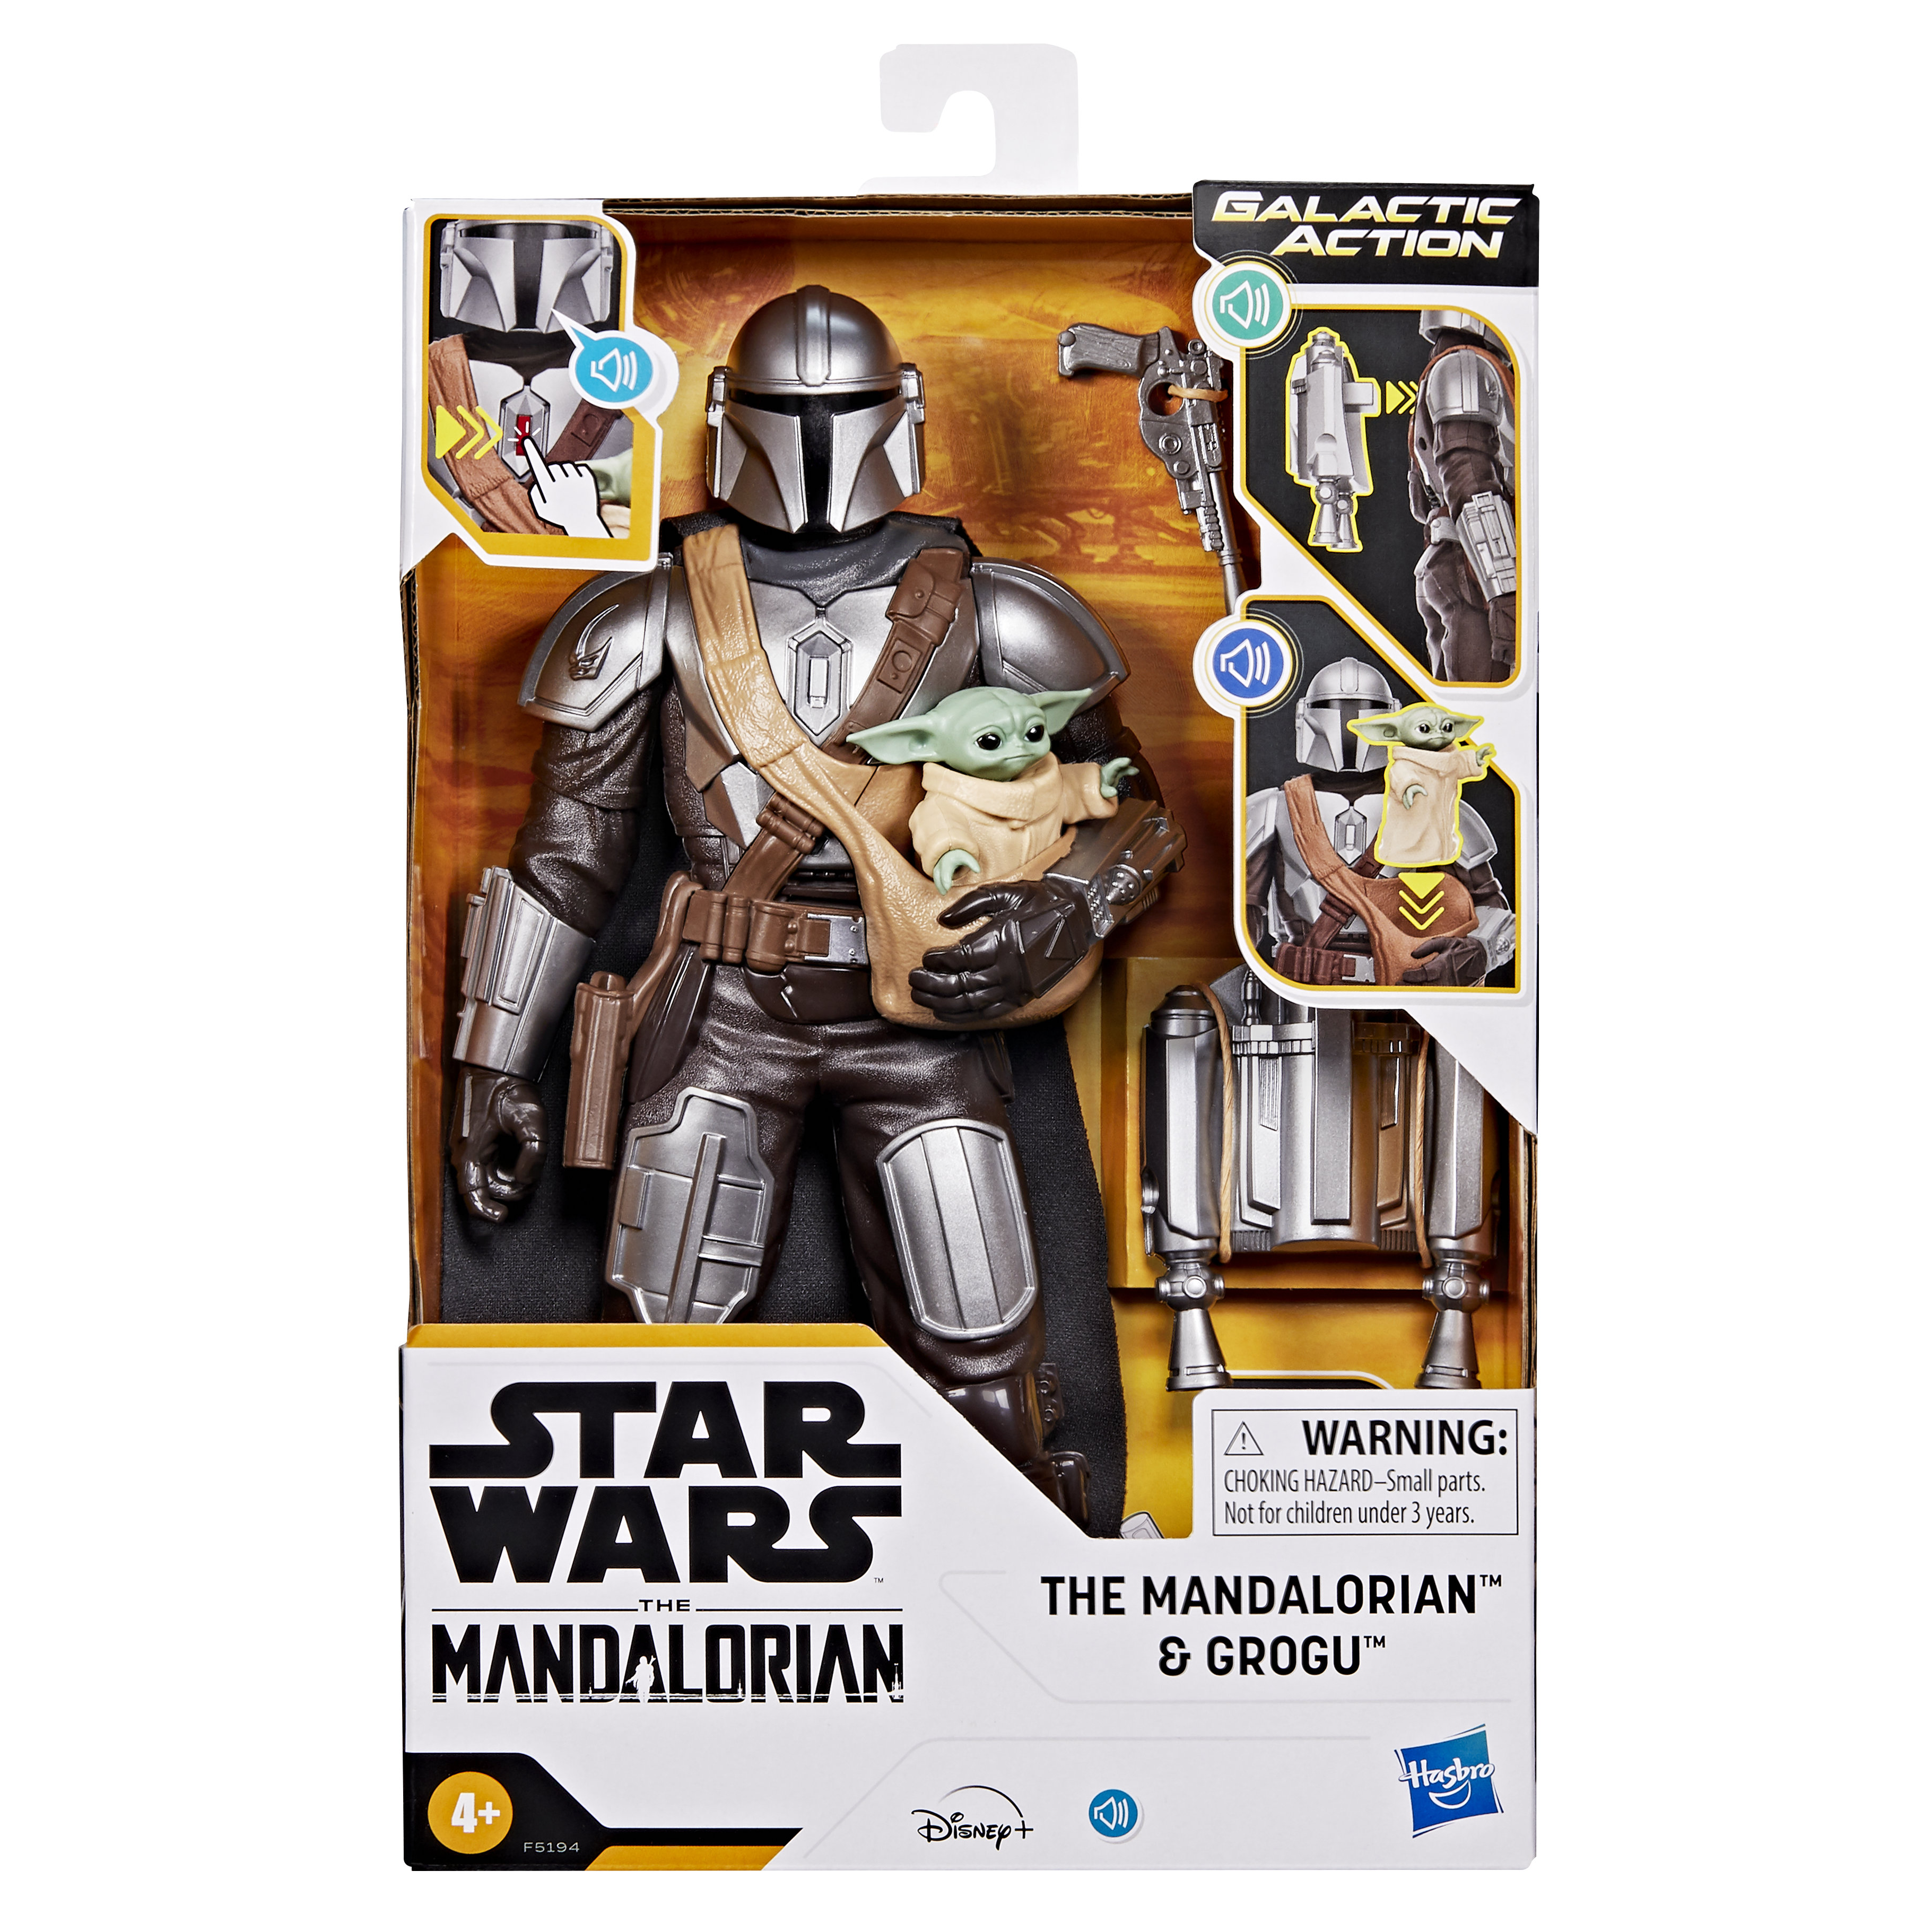 GALACTIC
ACTION
STAR
WARS™
THE
MANDALORIAN
WARNING:
CHOKING HAZARD–Small parts.
Not for children under 3 years.
THE MANDALORIAN™
& GROGU™
4+
F5194
Disney+
Hasbro